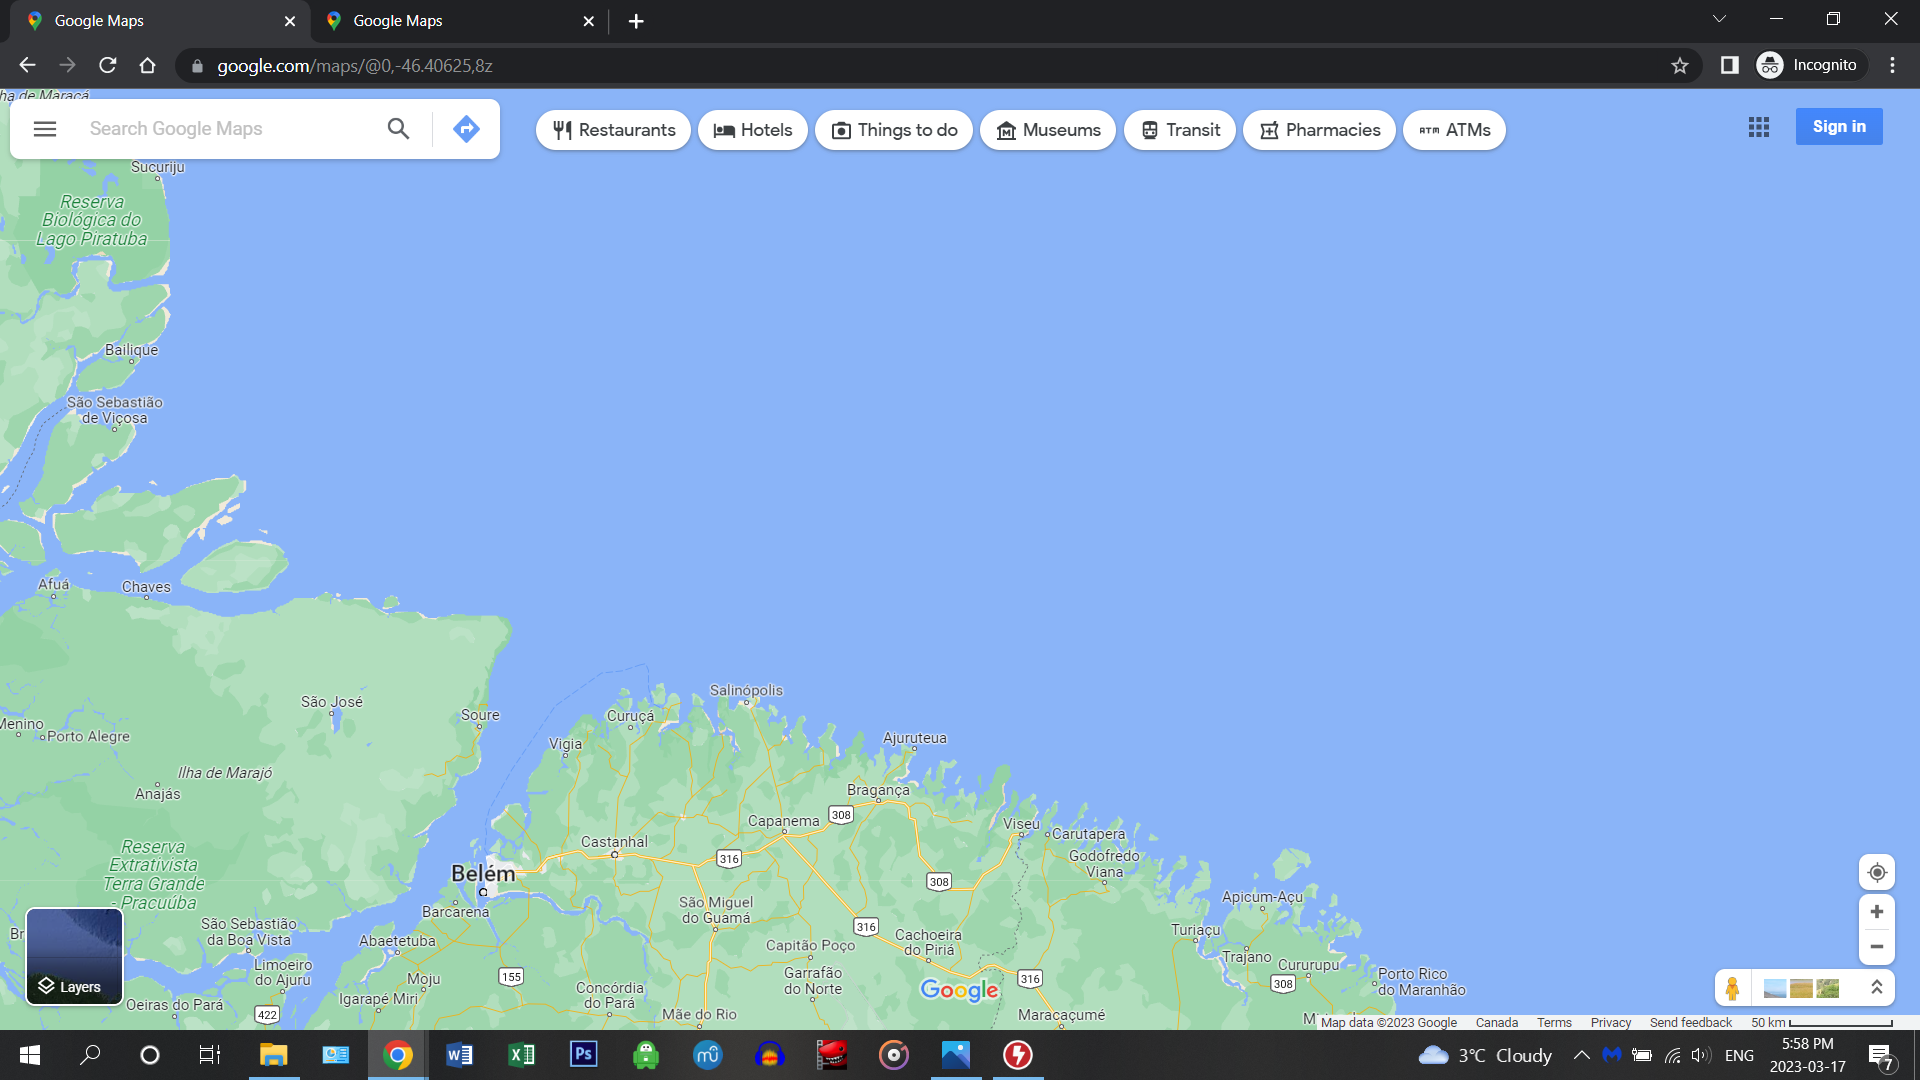 Google Maps
Google Maps
google.com/maps/@0,-46.40625,8z
Incognito
Ilha de Maracá
Search Google Maps
Restaurants
Hotels
Things to do
Museums
Transit
Pharmacies
ATM ATMs
Sign in
Sucuriju
Reserva
Biológica do
Lago Piratuba
Bailique
São Sebastião
de Viçosa
Afuá
Chaves
São José
Soure
Menino
Porto Alegre
Ilha de Marajó
Anajás
Salinópolis
Curuçá
Vigia
Ajuruteua
Bragança
308
Capanema
Viseu
Carutapera
Castanhal
316
Godofredo
Viana
Reserva
Extrativista
Terra Grande
- Pracuúba
Belém
308
Barcarena
São Miguel
do Guamá
Apicum-Açu
São Sebastião
da Boa Vista
Br
Abaetetuba
316
Cachoeira
do Piriá
Turiaçu
Capitão Poço
Trajano
Limoeiro
do Ajuru
Moju
155
Garrafão
do Norte
316
Cururupu
308
Porto Rico
do Maranhão
Igarapé Miri
Concórdia
do Pará
Google
Oeiras do Pará
422
Mãe do Rio
Maracaçumé
Mi
Layers
Map data ©2023 Google
Canada
Terms
Privacy
Send feedback
50 km
W
X
Ps
mu
3°C Cloudy
ENG
5:58 PM
2023-03-17
7